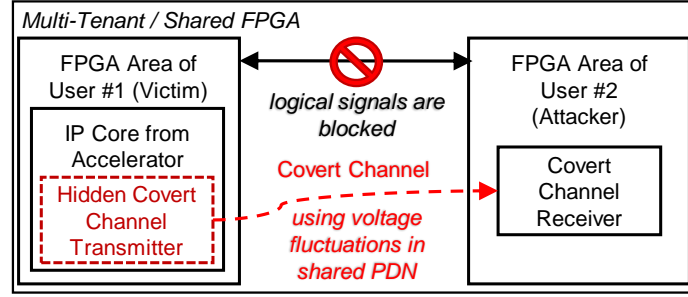 Multi-Tenant / Shared FPGA
FPGA Area of
User #1 (Victim)
IP Core from
Accelerator
Hidden Covert
Channel
Transmitter
logical signals are
blocked
Covert Channel
using voltage
fluctuations in
shared PDN
FPGA Area of
User #2
(Attacker)
Covert
Channel
Receiver